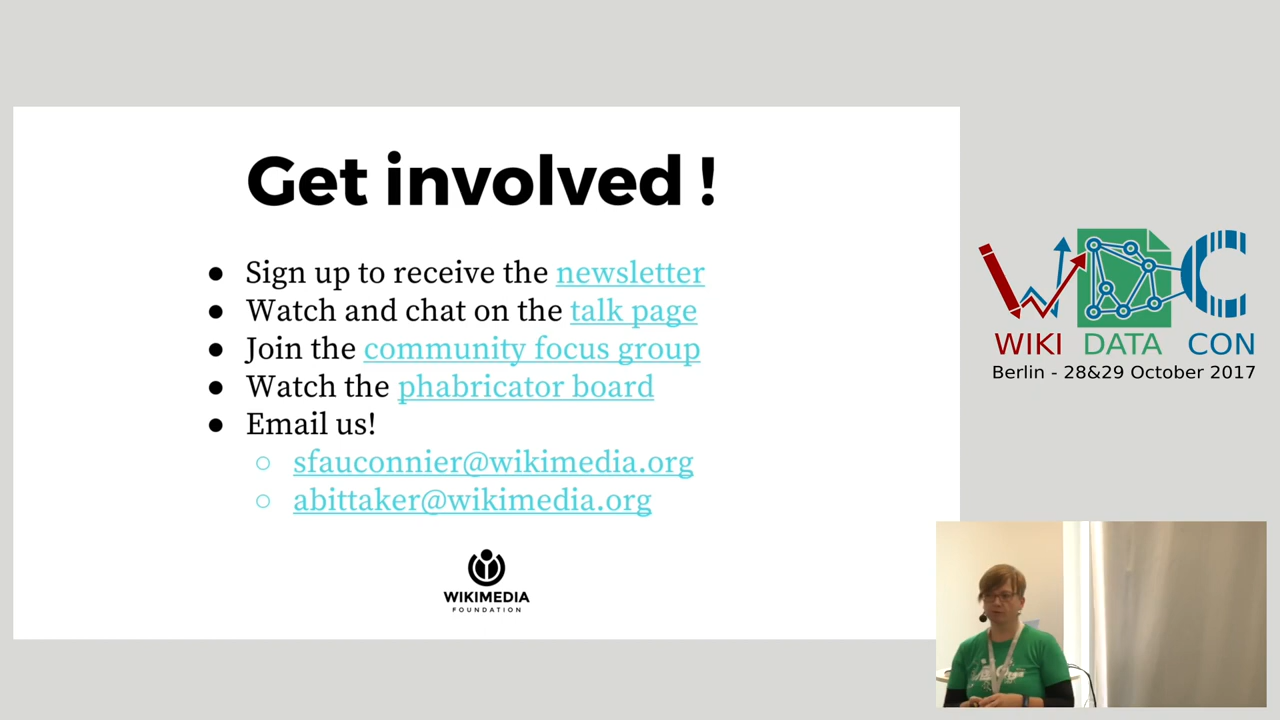 Get involved !
● Sign up to receive the newsletter
● Watch and chat on the talk page
● Join the community focus group
● Watch the phabricator board
● Email us!
○ sfauconnier@wikimedia.org
○ abittaker@wikimedia.org
WIKIMEDIA
FOUNDATION
WDC
WIKI DATA CON
Berlin - 28&29 October 2017